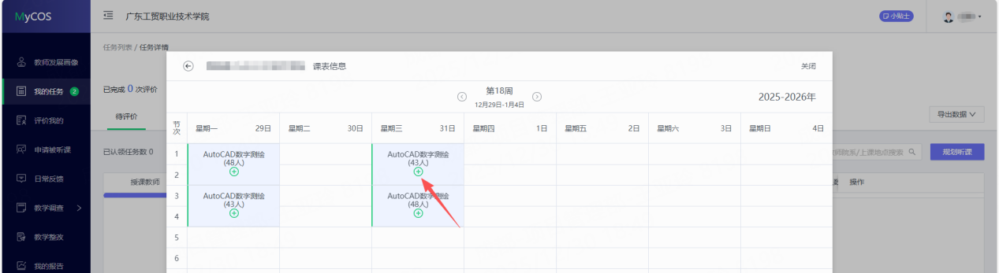 MyCOS
广东工贸职业技术学院
小贴士
教师发展画像
我的任务 2
评价我的
申请被听课
日常反馈
教学调查
教学整改
我的报告
任务列表 / 任务详情
已完成 0 次评价
待评价
导出数据
已认领任务数 0
师院系/上课地点搜索
规划听课
授课教师
操作
课表信息
关闭
第18周
12月29日-1月4日
2025-2026年
节次
星期一 29日
星期二 30日
星期三 31日
星期四 1日
星期五 2日
星期六 3日
星期日 4日
1
AutoCAD数字测绘
(48人)
AutoCAD数字测绘
(43人)
2
3
AutoCAD数字测绘
(43人)
AutoCAD数字测绘
(48人)
4
5
6